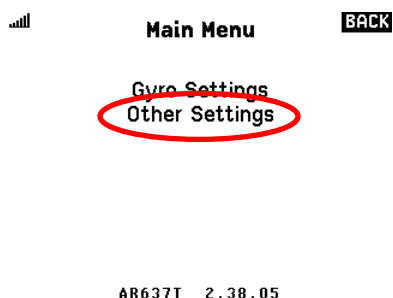 Main Menu
BACK
Gyro Settings
Other Settings
AR637T 2.38.05